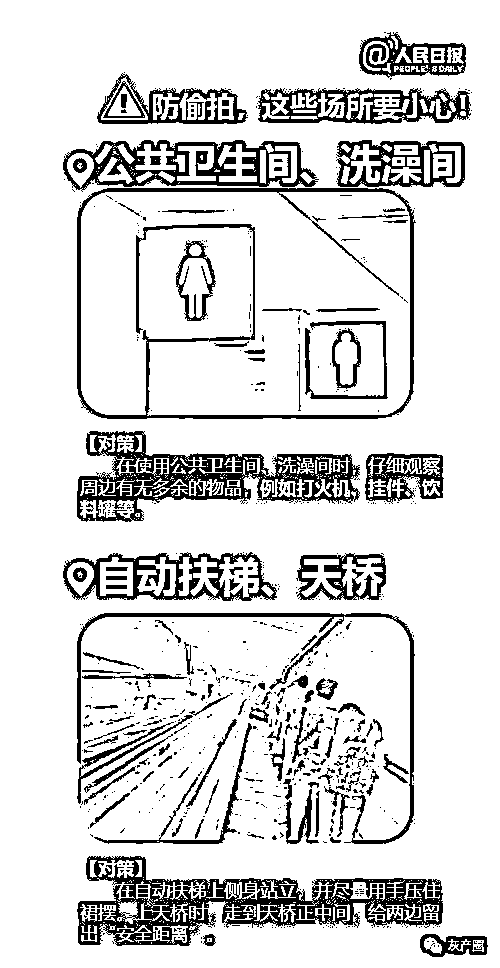 @人民日报
PEOPLE'S DAILY
防偷拍，这些场所要小心！
公共卫生间、洗澡间
【对策】
在使用公共卫生间、洗澡间时，仔细观察
周边有无多余的物品，例如打火机、挂件、饮
料罐等。
自动扶梯、天桥
【对策】
在自动扶梯上侧身站立，并尽量用手压住
裙摆。上天桥时，走到天桥正中间，给两边留
出“安全距离”。
灰产圈